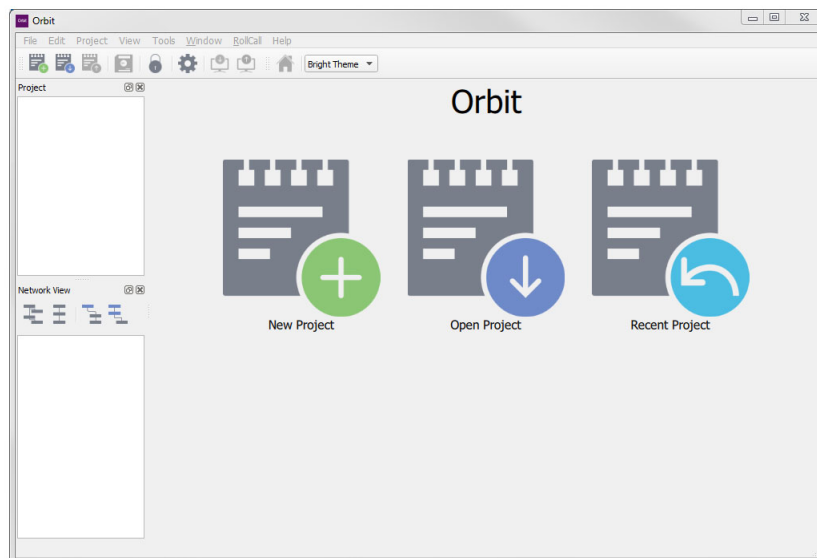 Orbit
File Edit Project View Tools Window RollCall Help
Bright Theme
Project
Orbit
New Project Open Project Recent Project
Network View